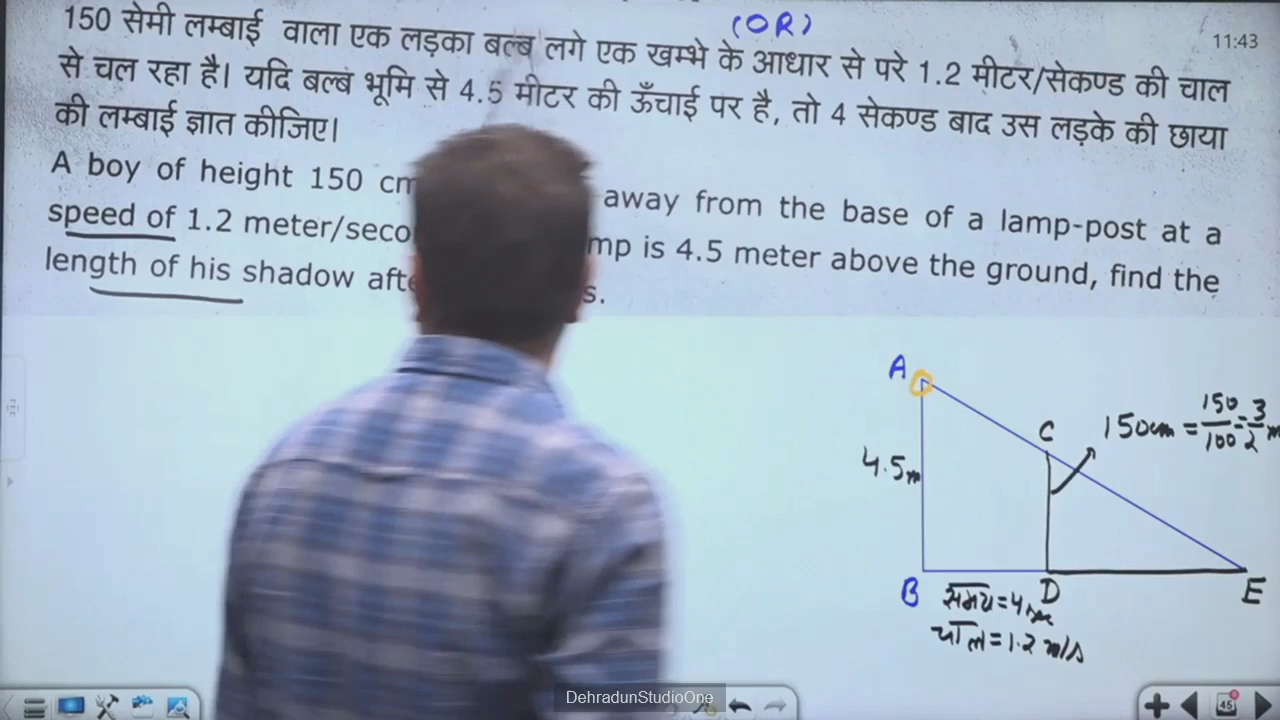 (OR)
11:43
150 सेमी लम्बाई वाला एक लड़का बल्ब लगे एक खम्भे के आधार से परे 1.2 मीटर/सेकण्ड की चाल
से चल रहा है। यदि बल्ब भूमि से 4.5 मीटर की ऊँचाई पर है, तो 4 सेकण्ड बाद उस लड़के की छाया
की लम्बाई ज्ञात कीजिए।
A boy of height 150 cm away from the base of a lamp-post at a
speed of 1.2 meter/seco mp is 4.5 meter above the ground, find the
length of his shadow afte s.
A
C
150cm = 150/100 = 3/2 m
4.5m
B
D
E
समय = 4
चाल = 1.2 m/s
DehradunStudioOne
45